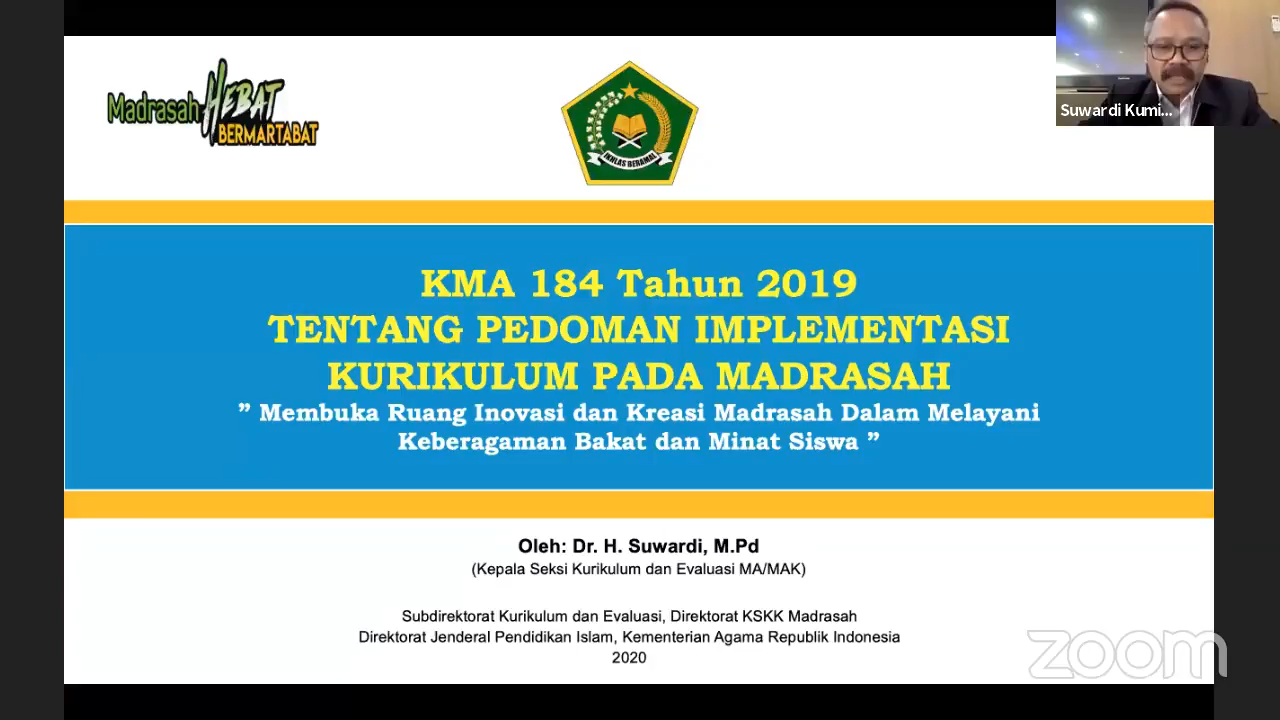 Madrasah HEBAT
BERMARTABAT
IKHLAS BERAMAL
Suwardi Kumi...
KMA 184 Tahun 2019
TENTANG PEDOMAN IMPLEMENTASI
KURIKULUM PADA MADRASAH
” Membuka Ruang Inovasi dan Kreasi Madrasah Dalam Melayani
Keberagaman Bakat dan Minat Siswa ”
Oleh: Dr. H. Suwardi, M.Pd
(Kepala Seksi Kurikulum dan Evaluasi MA/MAK)
Subdirektorat Kurikulum dan Evaluasi, Direktorat KSKK Madrasah
Direktorat Jenderal Pendidikan Islam, Kementerian Agama Republik Indonesia
2020
zoom